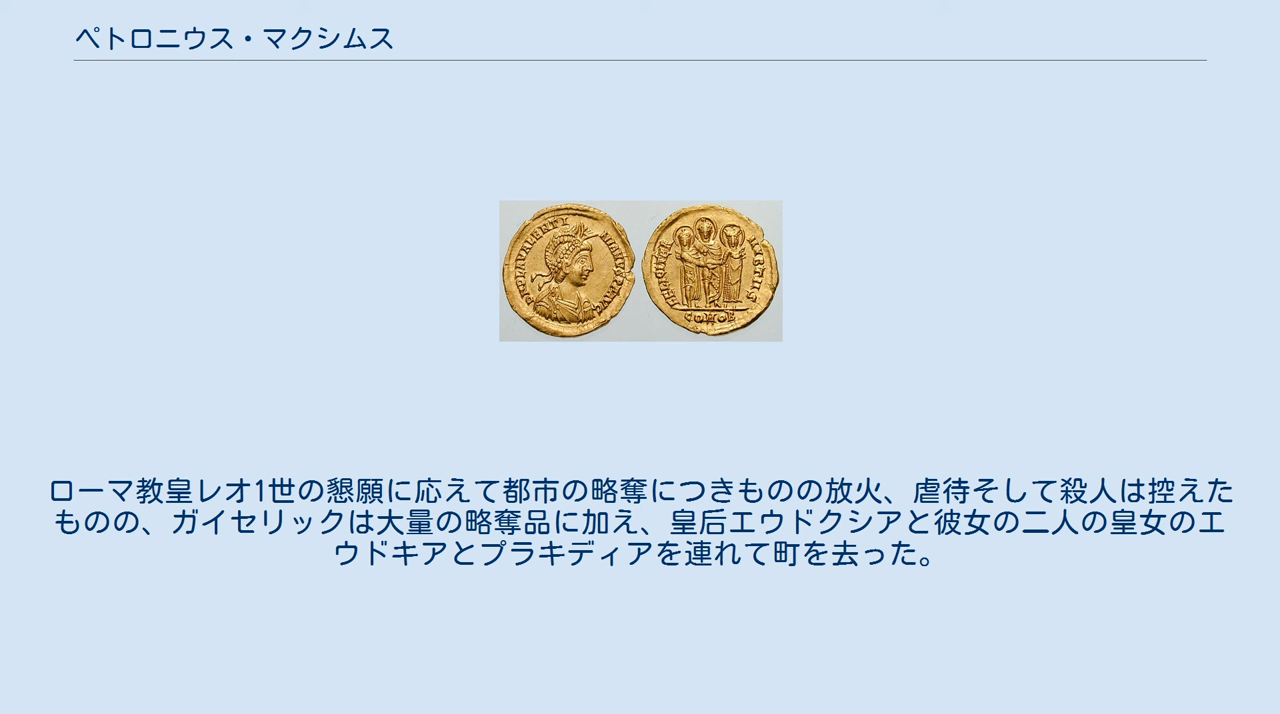 ペトロニウス・マクシムス
DNPLAVALENTI
NIANVSPFAVG
FELICITER
NVBTIIS
COMOB
ローマ教皇レオ1世の懇願に応えて都市の略奪につきものの放火、虐待そして殺人は控えた
ものの、ガイセリックは大量の略奪品に加え、皇后エウドクシアと彼女の二人の皇女のエ
ウドキアとプラキディアを連れて町を去った。